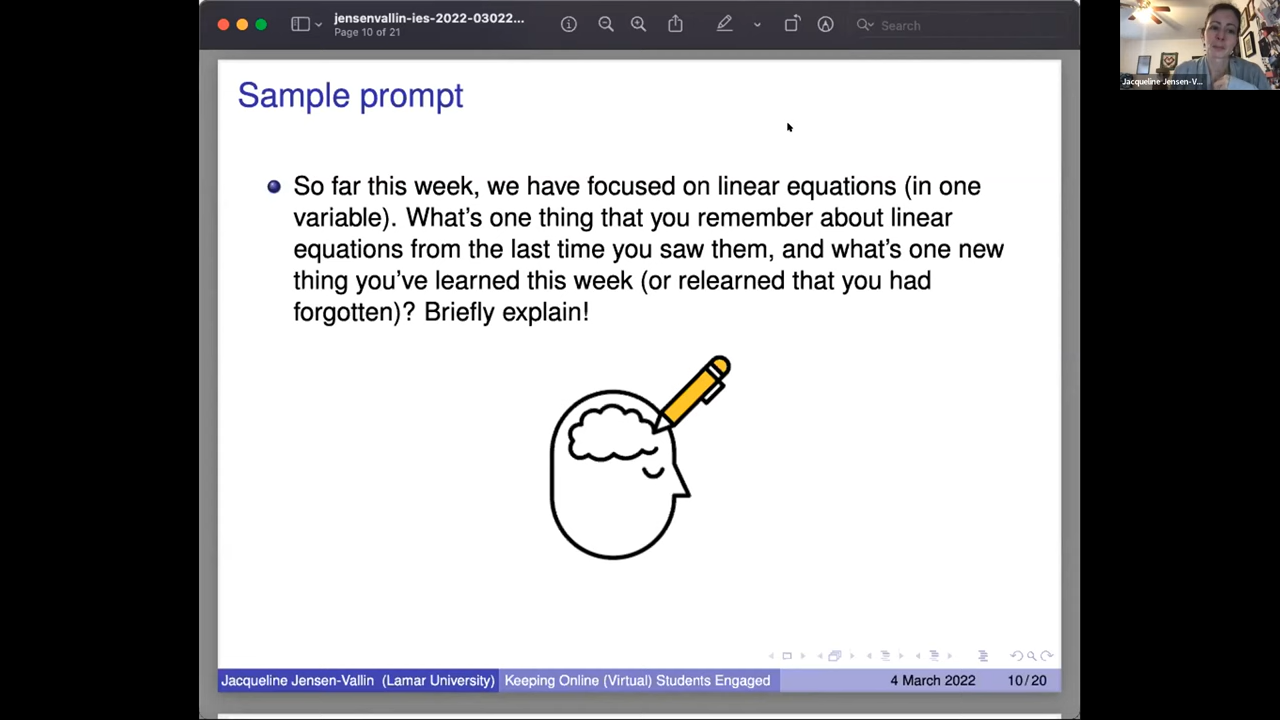 jensenvallin-ies-2022-03022...
Page 10 of 21
Search
Jacqueline Jensen-V...
Sample prompt
So far this week, we have focused on linear equations (in one
variable). What's one thing that you remember about linear
equations from the last time you saw them, and what's one new
thing you've learned this week (or relearned that you had
forgotten)? Briefly explain!
Jacqueline Jensen-Vallin (Lamar University) Keeping Online (Virtual) Students Engaged 4 March 2022 10/20